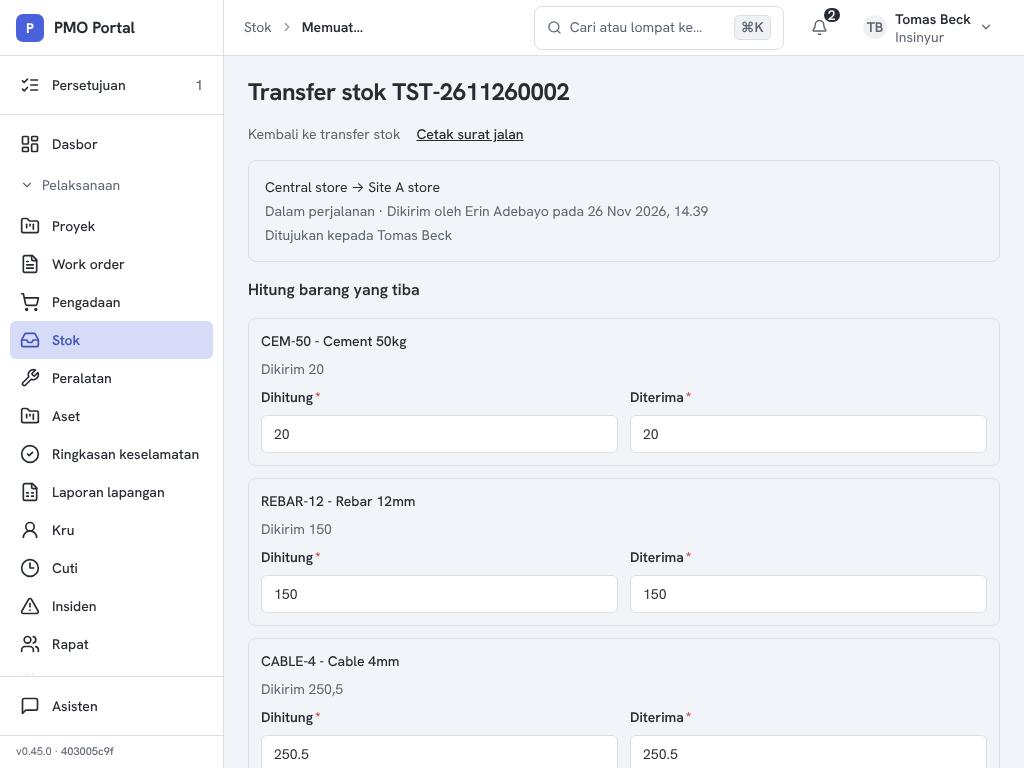 P PMO Portal
Stok > Memuat...
Cari atau lompat ke... ⌘K
2
TB Tomas Beck
Insinyur
Persetujuan 1
Dasbor
Pelaksanaan
Proyek
Work order
Pengadaan
Stok
Peralatan
Aset
Ringkasan keselamatan
Laporan lapangan
Kru
Cuti
Insiden
Rapat
Asisten
v0.45.0 · 403005c9f
Transfer stok TST-2611260002
Kembali ke transfer stok Cetak surat jalan
Central store → Site A store
Dalam perjalanan · Dikirim oleh Erin Adebayo pada 26 Nov 2026, 14.39
Ditujukan kepada Tomas Beck
Hitung barang yang tiba
CEM-50 - Cement 50kg
Dikirim 20
Dihitung* Diterima*
20 20
REBAR-12 - Rebar 12mm
Dikirim 150
Dihitung* Diterima*
150 150
CABLE-4 - Cable 4mm
Dikirim 250,5
Dihitung* Diterima*
250.5 250.5